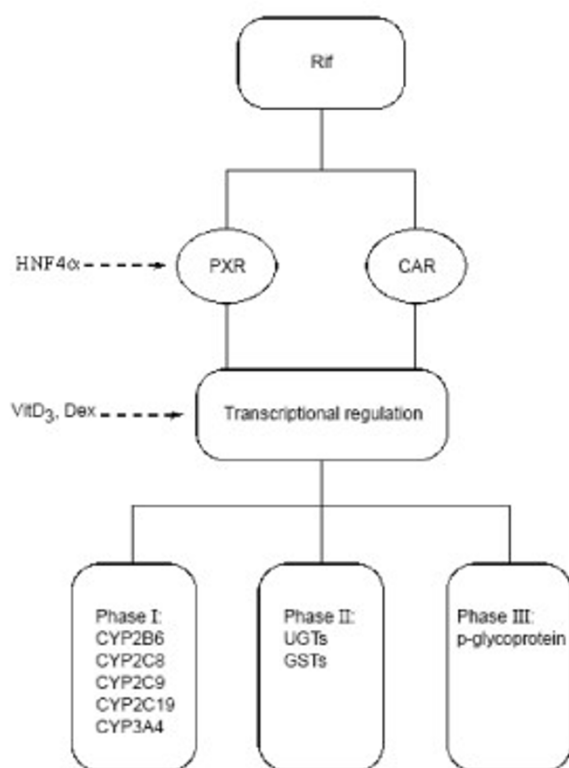 Rif
HNF4α
PXR
CAR
VitD3, Dex
Transcriptional regulation
Phase I:
CYP2B6
CYP2C8
CYP2C9
CYP2C19
CYP3A4
Phase II:
UGTs
GSTs
Phase III:
p-glycoprotein